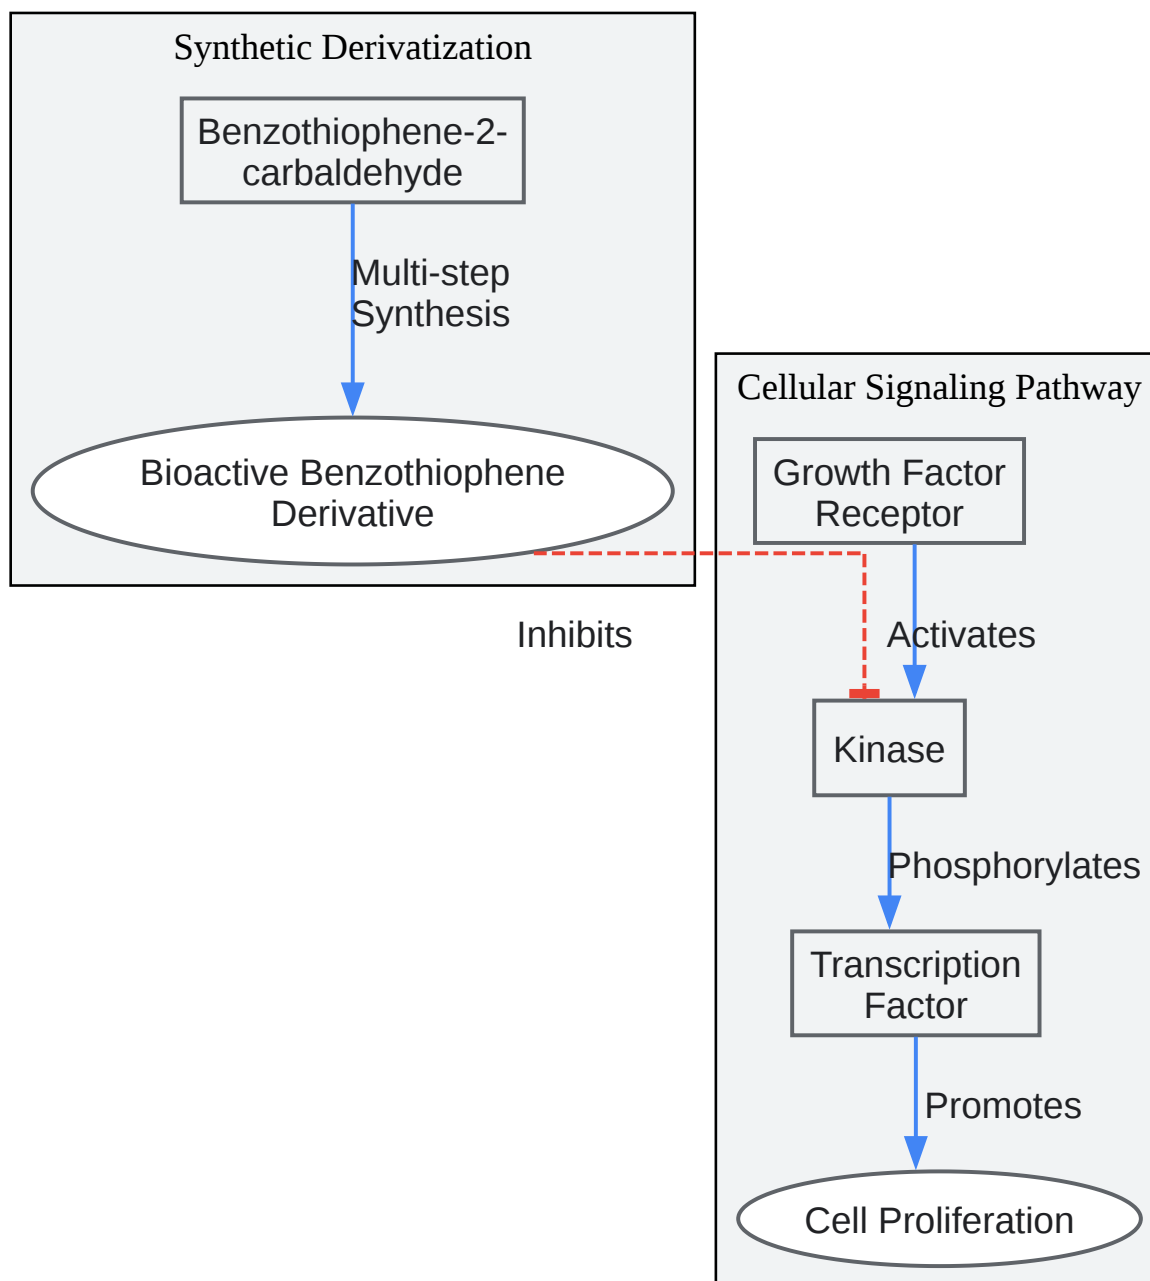 Synthetic Derivatization
Benzothiophene-2-
carbaldehyde
Multi-step
Synthesis
Bioactive Benzothiophene
Derivative
Inhibits
Cellular Signaling Pathway
Growth Factor
Receptor
Activates
Kinase
Phosphorylates
Transcription
Factor
Promotes
Cell Proliferation